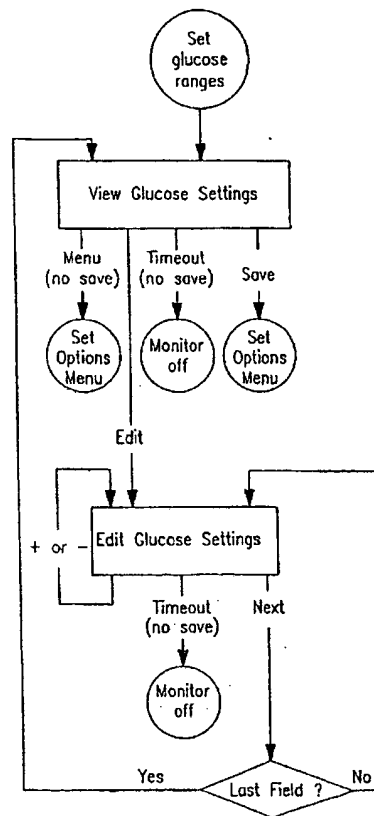 Set
glucose
ranges
View Glucose Settings
Menu
(no save)
Timeout
(no save)
Save
Set
Options
Menu
Monitor
off
Set
Options
Menu
Edit
+ or -
Edit Glucose Settings
Timeout
(no save)
Next
Monitor
off
Yes
Last Field ?
No